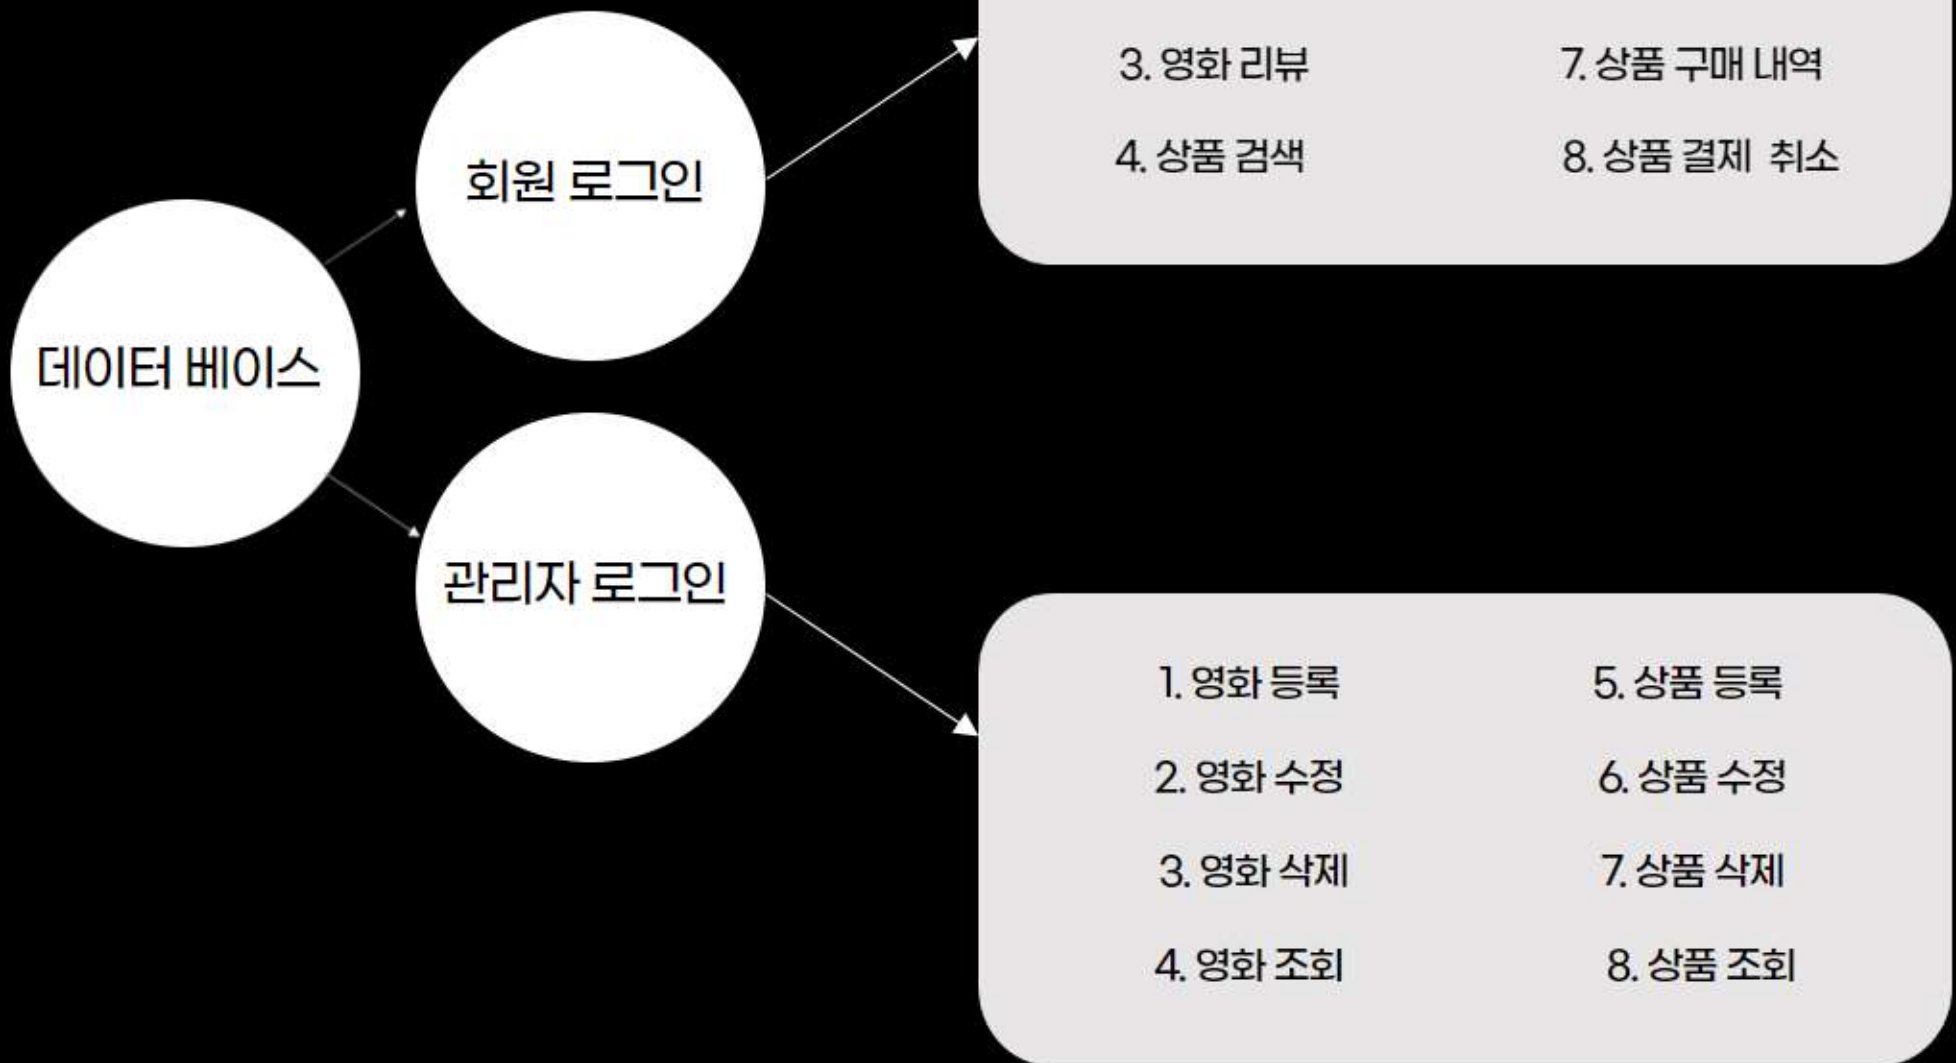 데이터 베이스
회원 로그인
3. 영화 리뷰
4. 상품 검색
7. 상품 구매 내역
8. 상품 결제 취소
관리자 로그인
1. 영화 등록
2. 영화 수정
3. 영화 삭제
4. 영화 조회
5. 상품 등록
6. 상품 수정
7. 상품 삭제
8. 상품 조회